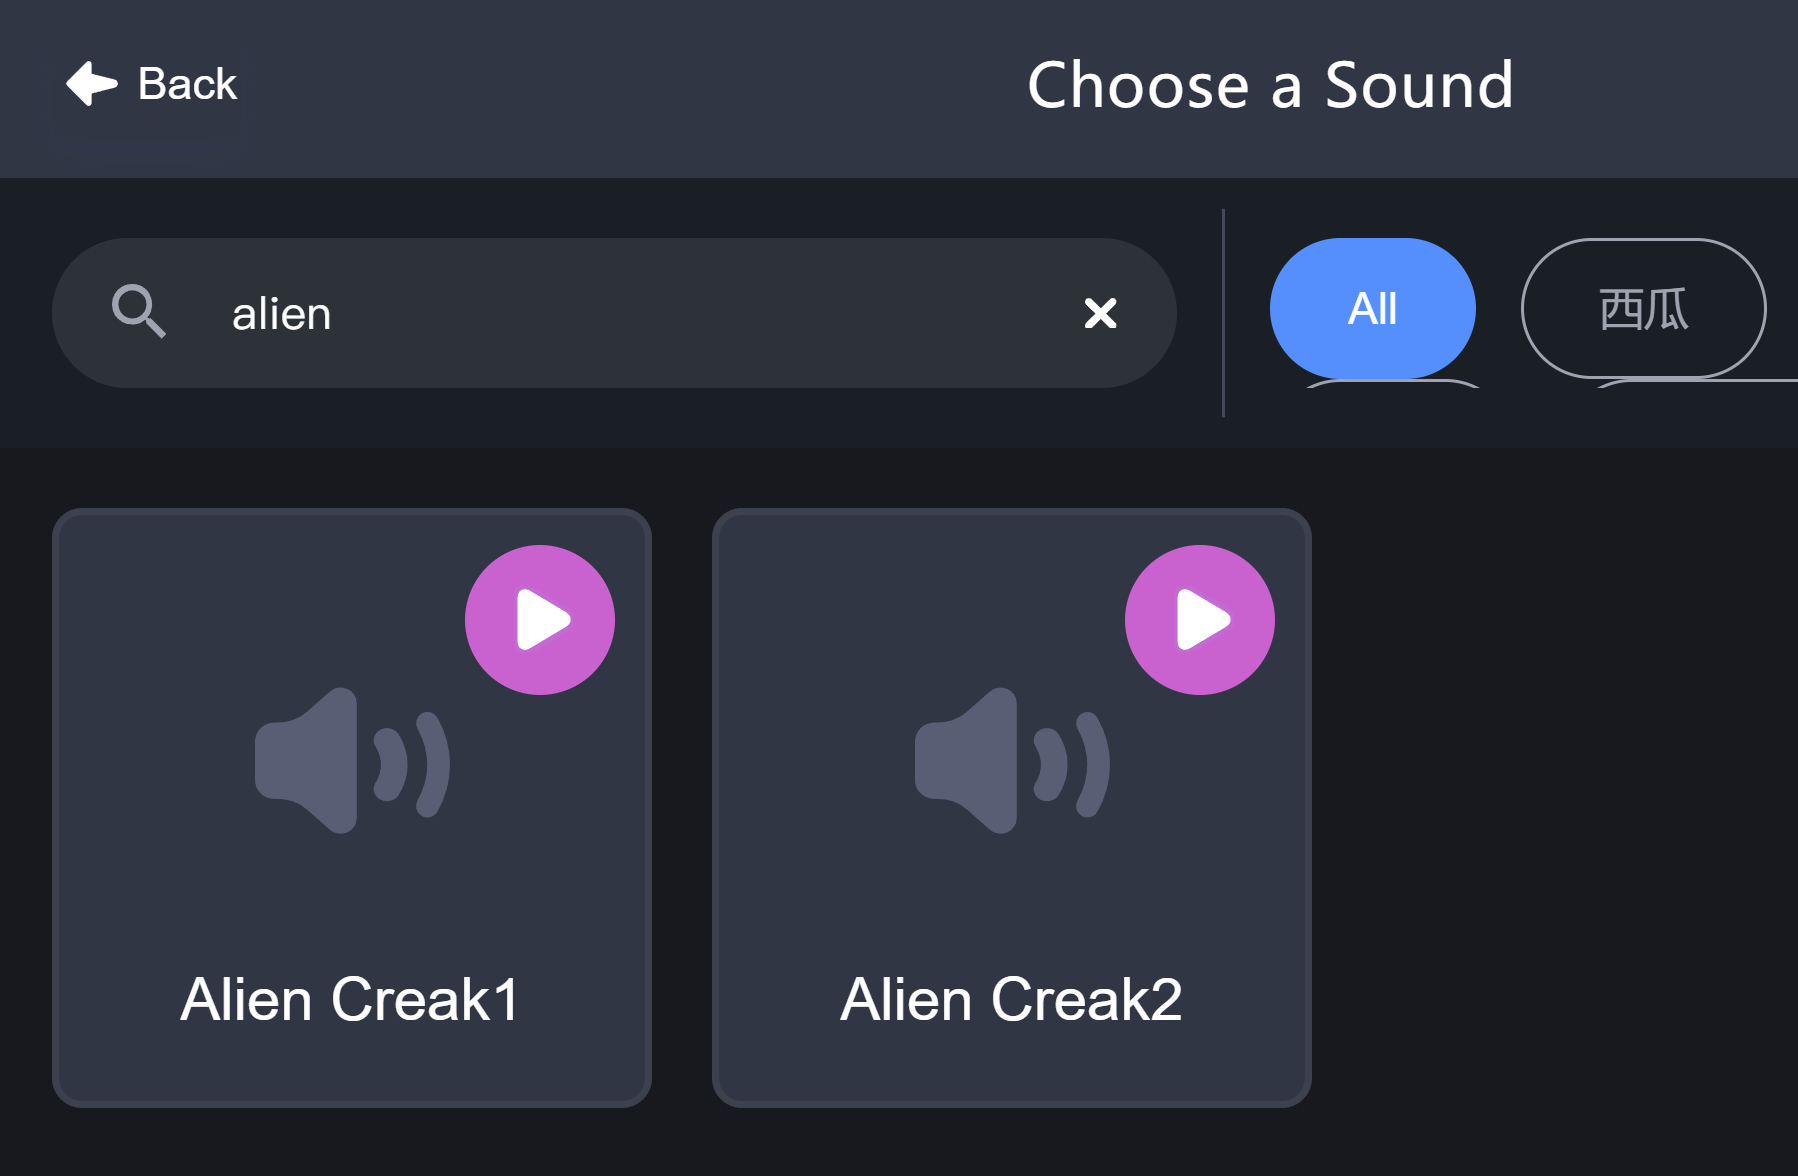 Back
Choose a Sound
alien
All
西瓜
Alien Creak1
Alien Creak2